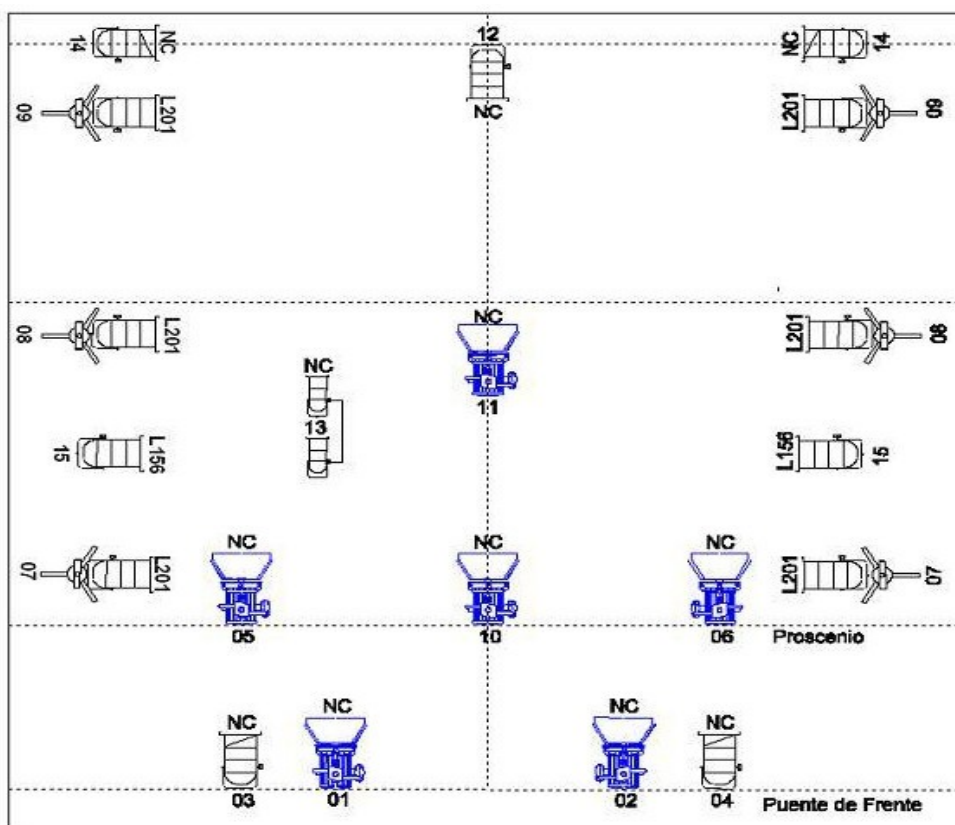 12
14 NC NC 14
09 L201 NC L201 09
08 L201 NC L201 08
NC
11
13
15 L156 L156 15
NC NC NC
07 L201 L201 07
05 10 06 Proscenio
NC NC NC NC
03 01 02 04 Puente de Frente